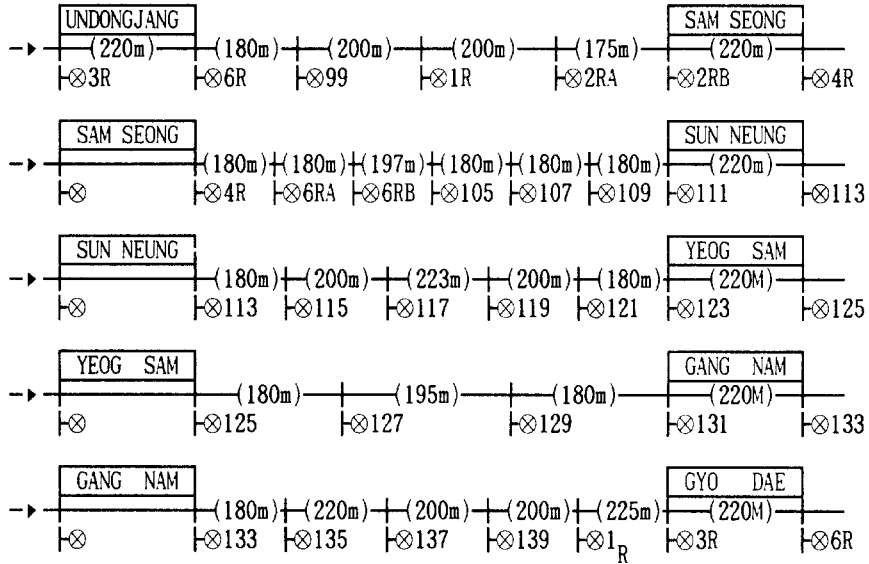 UNDONGJANG SAM SEONG
(220m) (180m) (200m) (200m) (175m) (220m)
⊗3R ⊗6R ⊗99 ⊗1R ⊗2RA ⊗2RB ⊗4R
SAM SEONG SUN NEUNG
(180m) (180m) (197m) (180m) (180m) (180m) (220m)
⊗ ⊗4R ⊗6RA ⊗6RB ⊗105 ⊗107 ⊗109 ⊗111 ⊗113
SUN NEUNG YEOG SAM
(180m) (200m) (223m) (200m) (180m) (220M)
⊗ ⊗113 ⊗115 ⊗117 ⊗119 ⊗121 ⊗123 ⊗125
YEOG SAM GANG NAM
(180m) (195m) (180m) (220M)
⊗ ⊗125 ⊗127 ⊗129 ⊗131 ⊗133
GANG NAM GYO DAE
(180m) (220m) (200m) (200m) (225m) (220M)
⊗ ⊗133 ⊗135 ⊗137 ⊗139 ⊗1R ⊗3R ⊗6R